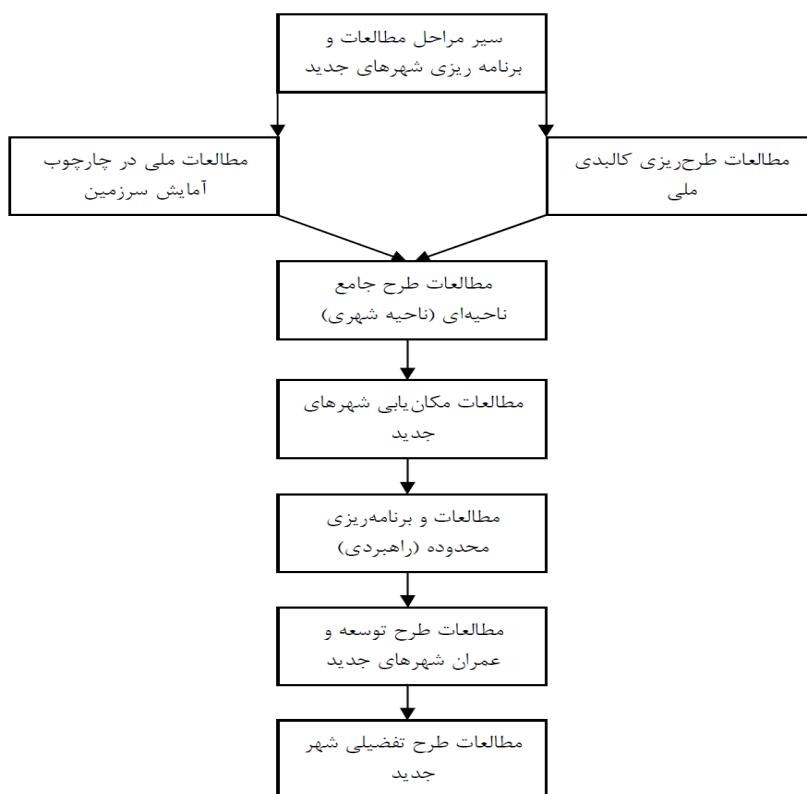 سیر مراحل مطالعات و
برنامه ریزی شهرهای جدید
مطالعات طرح‌ریزی کالبدی
ملی
مطالعات ملی در چارچوب
آمایش سرزمین
مطالعات طرح جامع
ناحیه‌ای (ناحیه شهری)
مطالعات مکان‌یابی شهرهای
جدید
مطالعات و برنامه‌ریزی
محدوده (راهبردی)
مطالعات طرح توسعه و
عمران شهرهای جدید
مطالعات طرح تفضیلی شهر
جدید